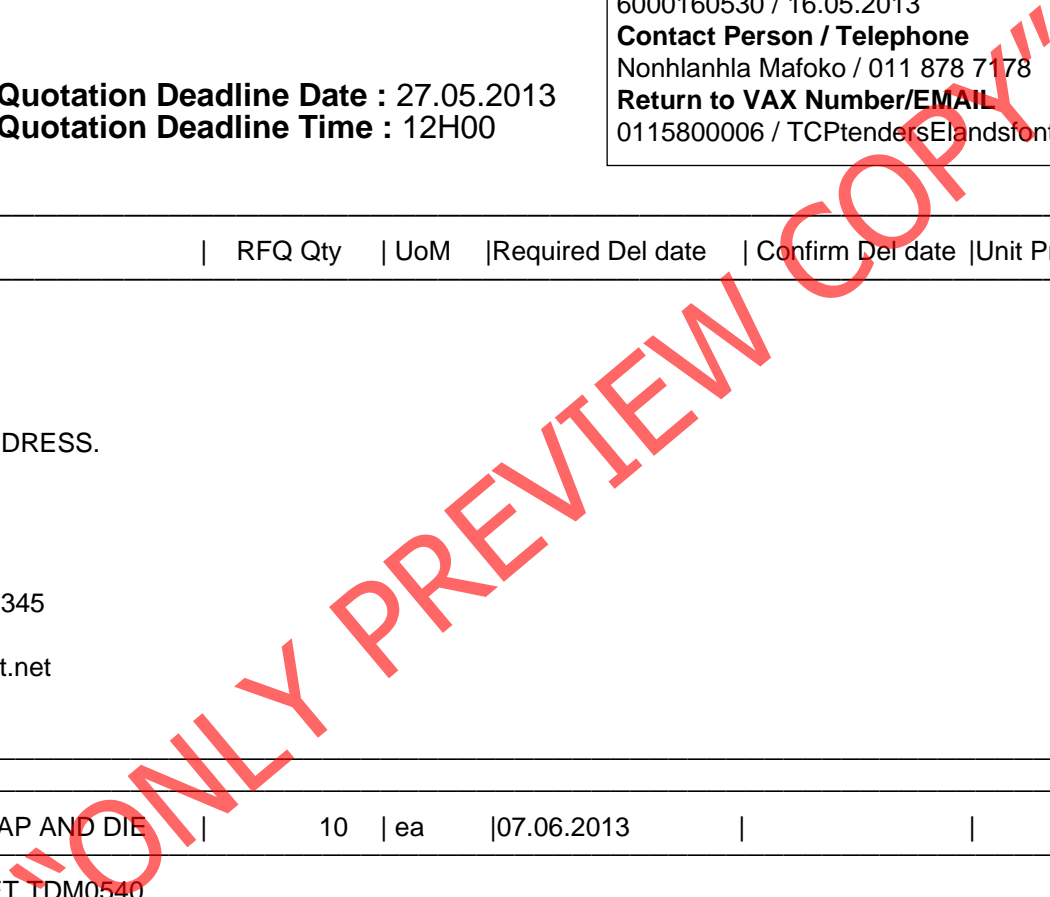 6000160530 / 16.05.2013
Contact Person / Telephone
Nonhlanhla Mafoko / 011 878 7178
Return to VAX Number/EMAIL
0115800006 / TCPtendersElandsfont
Quotation Deadline Date : 27.05.2013
Quotation Deadline Time : 12H00
| RFQ Qty | UoM |Required Del date | Confirm Del date |Unit Pr
DRESS.
345
t.net
AP AND DIE | 10 | ea |07.06.2013 | |
ET TDM0540
"ONLY PREVIEW COPY"